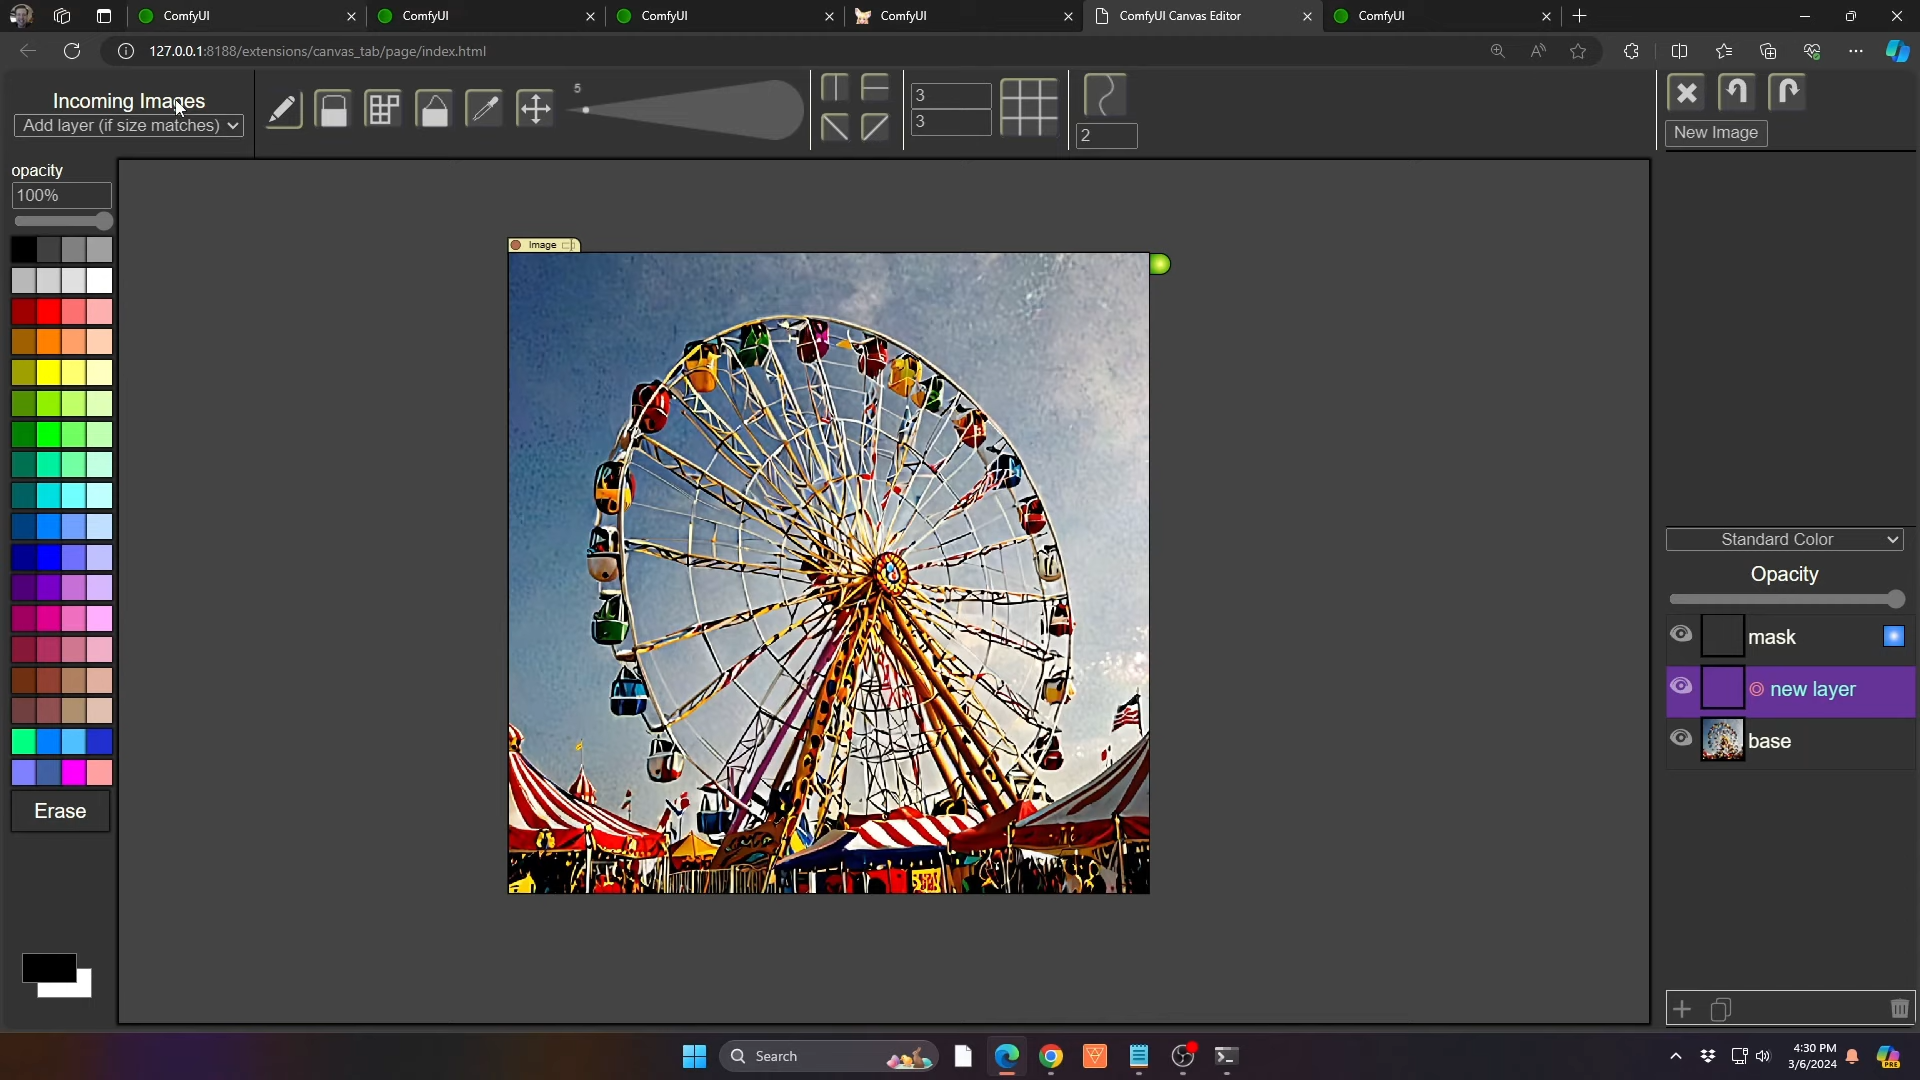 ComfyUI
ComfyUI
ComfyUI
ComfyUI
ComfyUI Canvas Editor
ComfyUI
127.0.0.1:8188/extensions/canvas_tab/page/index.html
Incoming Images
Add layer (if size matches)
5
3
3
2
New Image
opacity
100%
Image
Standard Color
Opacity
mask
new layer
base
Erase
Search
4:30 PM
3/6/2024
PRE